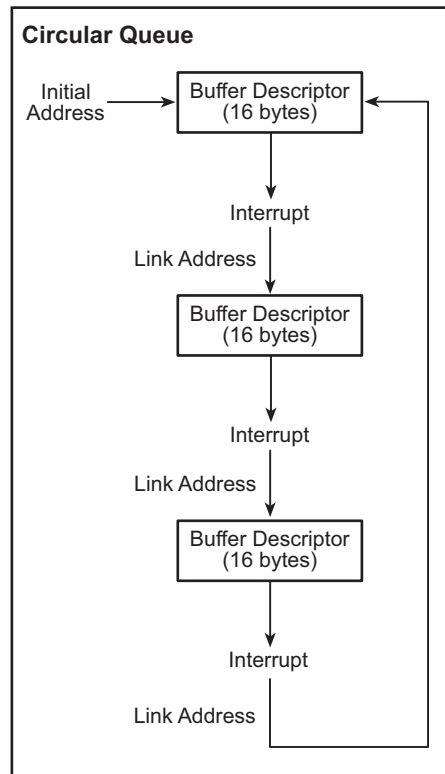 Circular Queue
Initial
Address
Buffer Descriptor
(16 bytes)
Interrupt
Link Address
Buffer Descriptor
(16 bytes)
Interrupt
Link Address
Buffer Descriptor
(16 bytes)
Interrupt
Link Address